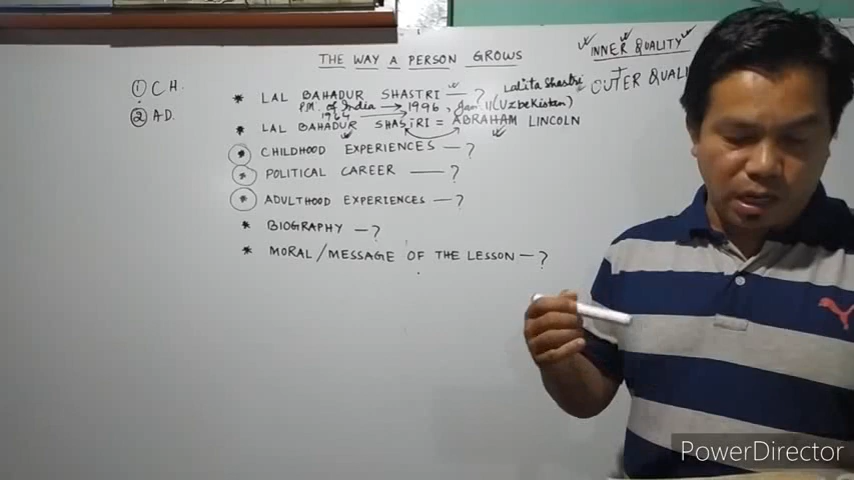 THE WAY A PERSON GROWS
INNER QUALITY
OUTER QUALI
① C H.
② A D.
* LAL BAHADUR SHASTRI — ? (Lalita Shastri
P.M. of India → 1996, Jan 11 (Uzbekistan)
1964
* LAL BAHADUR SHASTRI = ABRAHAM LINCOLN
* CHILDHOOD EXPERIENCES — ?
* POLITICAL CAREER — ?
* ADULTHOOD EXPERIENCES — ?
* BIOGRAPHY — ?
* MORAL/MESSAGE OF THE LESSON — ?
PowerDirector